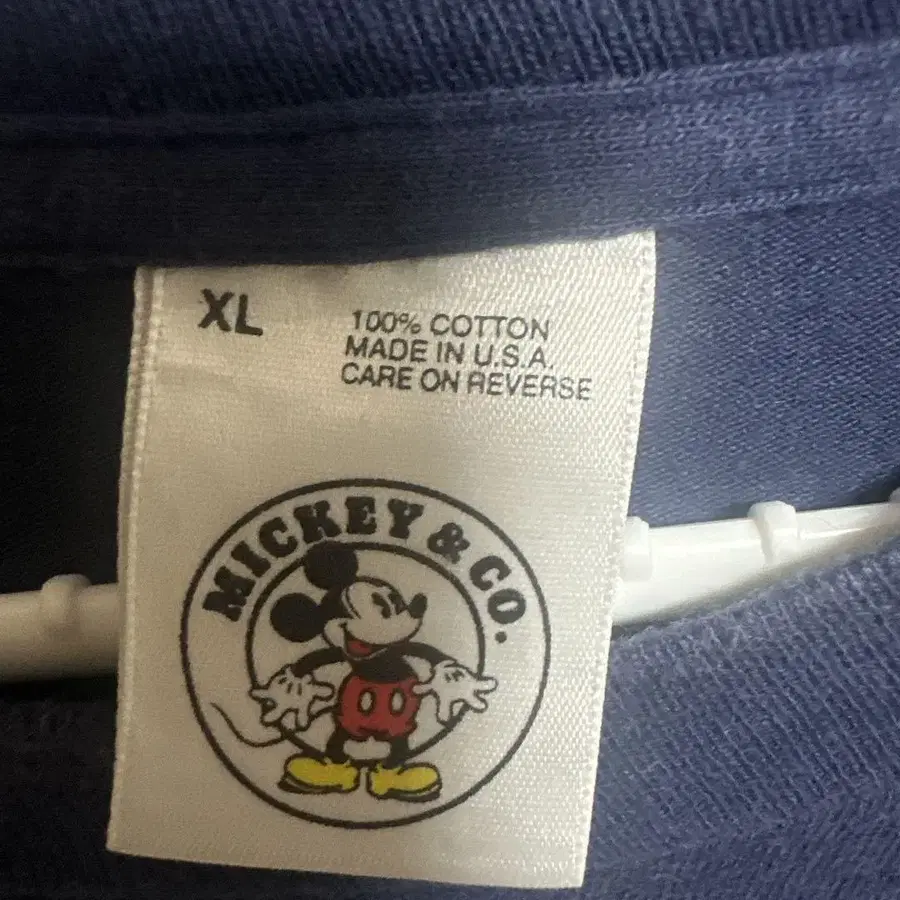 XL
100% COTTON
MADE IN U.S.A.
CARE ON REVERSE
MICKEY & CO.